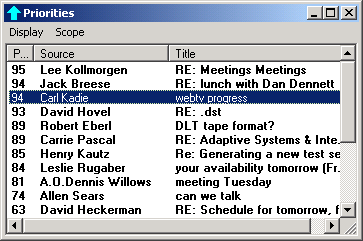 Priorities
Display Scope
P... Source Title
95 Lee Kollmorgen RE: Meetings Meetings
94 Jack Breese RE: lunch with Dan Dennett
94 Carl Kadie webtv progress
93 David Hovel RE: .dst
89 Robert Eberl DLT tape format?
89 Carrie Pascal RE: Adaptive Systems & Inte...
85 Henry Kautz Re: Generating a new test se
84 Leslie Rugaber your availability tomorrow (Fr...
81 A.O.Dennis Willows meeting Tuesday
74 Allen Sears can we talk
63 David Heckerman RE: Schedule for tomorrow, f